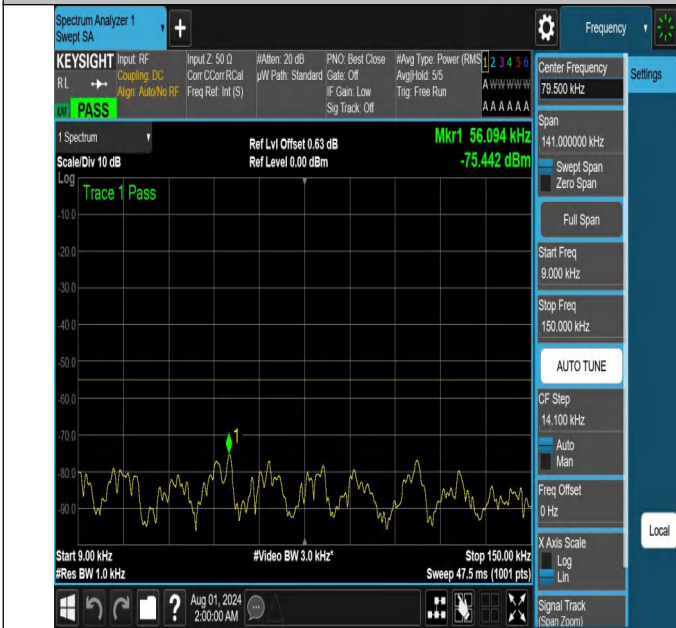 Spectrum Analyzer 1
Swept SA
+
Frequency
KEYSIGHT
RL
LXI
PASS
Input: RF
Coupling: DC
Align: Auto/No RF
Input Z: 50 Ω
Corr CCorr RCal
Freq Ref: Int (S)
#Atten: 20 dB
µW Path: Standard
PNO: Best Close
Gate: Off
IF Gain: Low
Sig Track: Off
#Avg Type: Power (RMS
Avg|Hold: 5/5
Trig: Free Run
1 2 3 4 5 6
A W W W W W
A A A A A A
Center Frequency
79.500 kHz
Settings
Span
141.000000 kHz
Swept Span
Zero Span
Full Span
Start Freq
9.000 kHz
Stop Freq
150.000 kHz
AUTO TUNE
CF Step
14.100 kHz
Auto
Man
Freq Offset
0 Hz
X Axis Scale
Log
Lin
Local
Signal Track
(Span Zoom)
1 Spectrum
Scale/Div 10 dB
Ref Lvl Offset 0.63 dB
Ref Level 0.00 dBm
Mkr1 56.094 kHz
-75.442 dBm
Log
Trace 1 Pass
-10.0
-20.0
-30.0
-40.0
-50.0
-60.0
-70.0
-80.0
-90.0
1
Start 9.00 kHz
#Res BW 1.0 kHz
#Video BW 3.0 kHz*
Stop 150.00 kHz
Sweep 47.5 ms (1001 pts)
?
Aug 01, 2024
2:00:00 AM